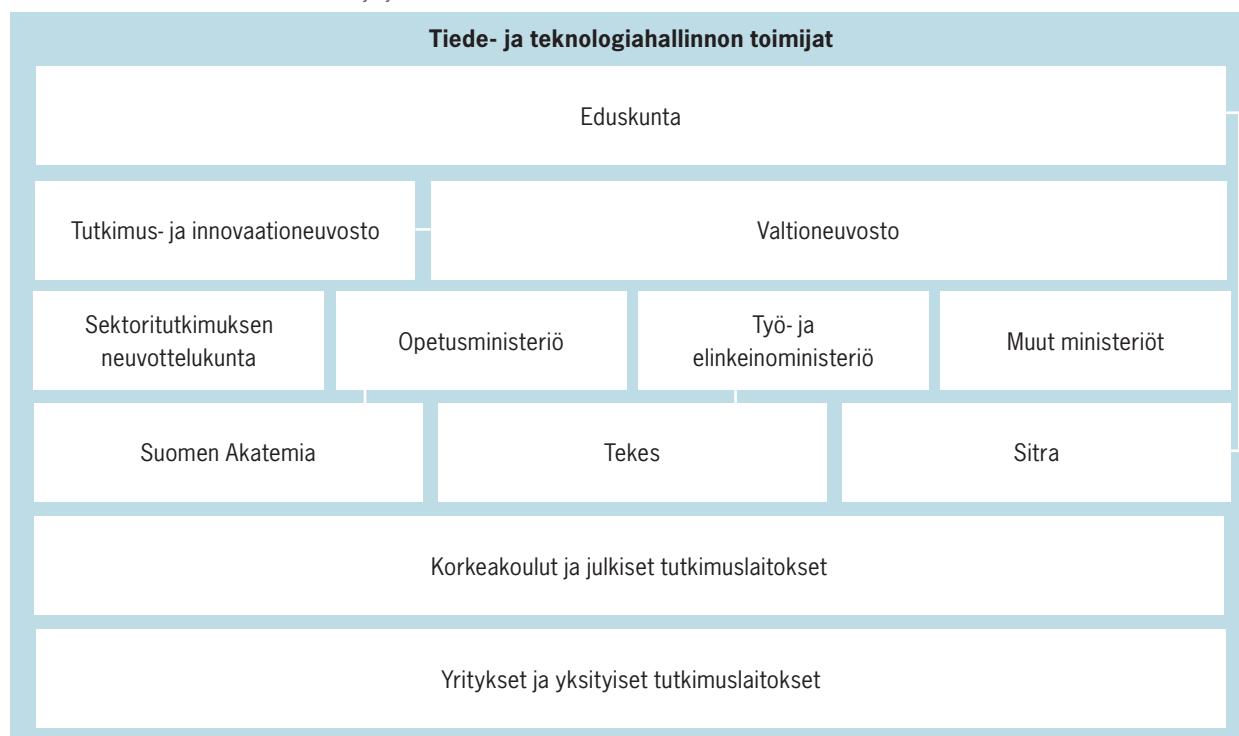 Tiede- ja teknologiahallinnon toimijat
Eduskunta
Tutkimus- ja innovaationeuvosto
Valtioneuvosto
Sektoritutkimuksen
neuvottelukunta
Opetusministeriö
Työ- ja
elinkeinoministeriö
Muut ministeriöt
Suomen Akatemia
Tekes
Sitra
Korkeakoulut ja julkiset tutkimuslaitokset
Yritykset ja yksityiset tutkimuslaitokset